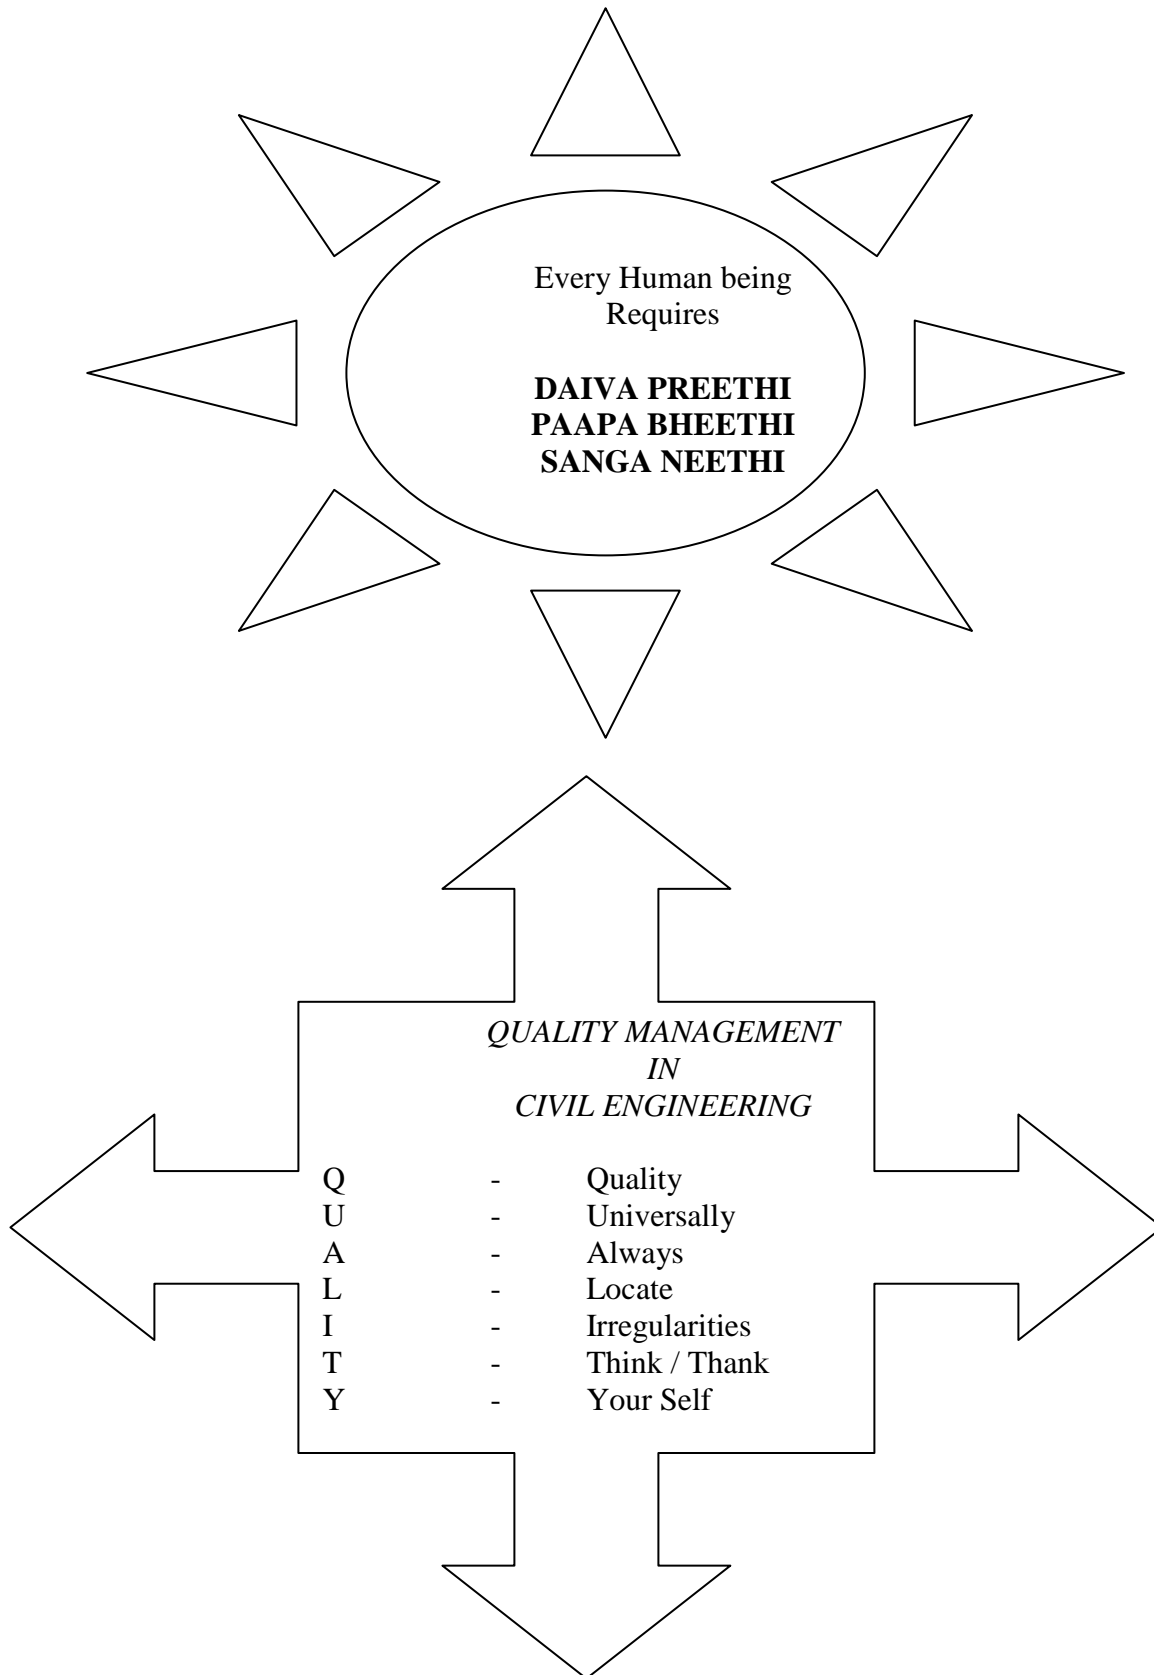 Every Human being
Requires
DAIVA PREETHI
PAAPA BHEETHI
SANGA NEETHI
QUALITY MANAGEMENT
IN
CIVIL ENGINEERING
Q - Quality
U - Universally
A - Always
L - Locate
I - Irregularities
T - Think / Thank
Y - Your Self